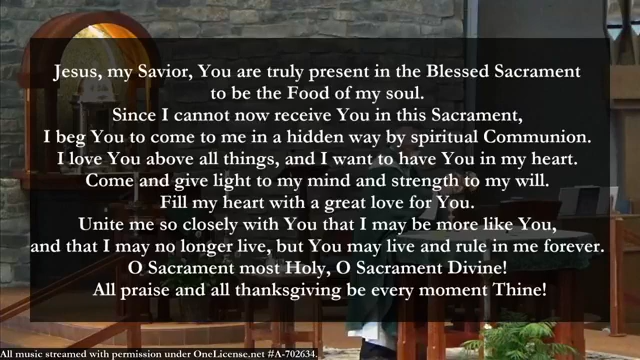 Jesus, my Savior, You are truly present in the Blessed Sacrament
to be the Food of my soul.
Since I cannot now receive You in this Sacrament,
I beg You to come to me in a hidden way by spiritual Communion.
I love You above all things, and I want to have You in my heart.
Come and give light to my mind and strength to my will.
Fill my heart with a great love for You.
Unite me so closely with You that I may be more like You,
and that I may no longer live, but You may live and rule in me forever.
O Sacrament most Holy, O Sacrament Divine!
All praise and all thanksgiving be every moment Thine!
All music streamed with permission under OneLicense.net #A-702634.